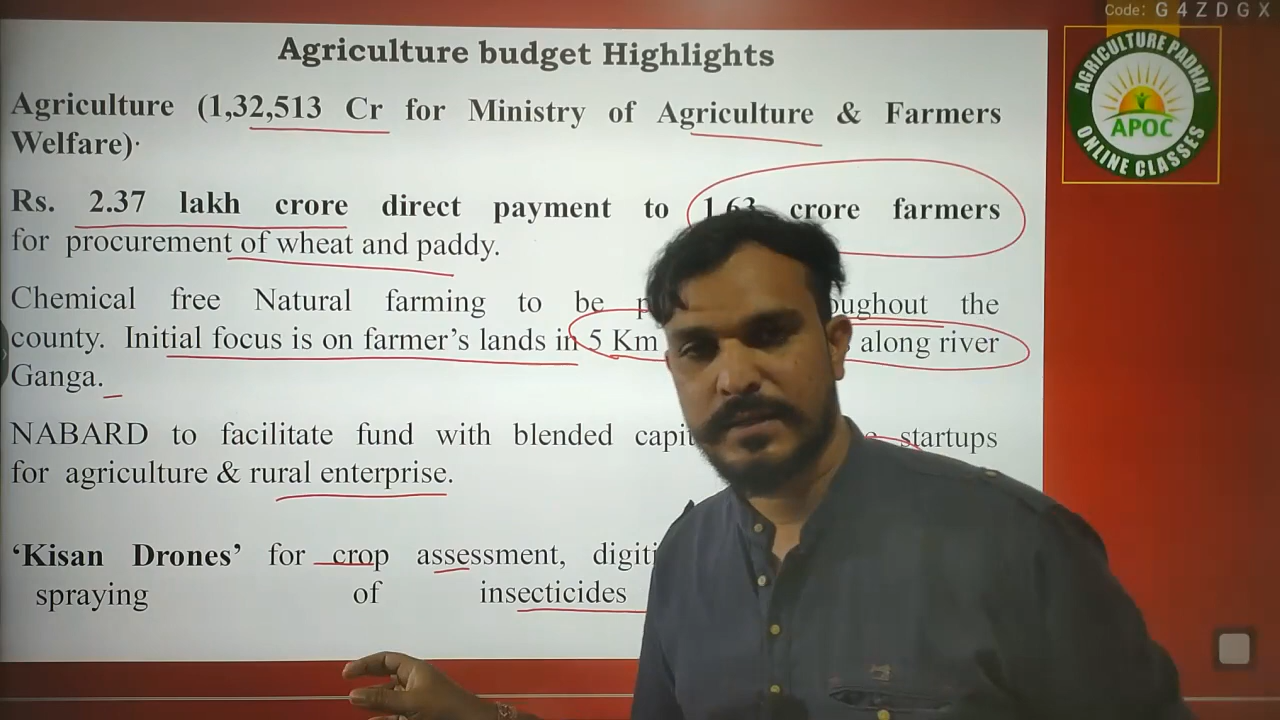 Code: G 4 Z D G X
Agriculture budget Highlights
AGRICULTURE PADHAI
APOC
ONLINE CLASSES
Agriculture (1,32,513 Cr for Ministry of Agriculture & Farmers
Welfare)·
Rs. 2.37 lakh crore direct payment to 1.63 crore farmers
for procurement of wheat and paddy.
Chemical free Natural farming to be the
county. Initial focus is on farmer's lands in 5 Km along river
Ganga.
NABARD to facilitate fund with blended startups
for agriculture & rural enterprise.
'Kisan Drones' for crop assessment,
spraying of insecticides